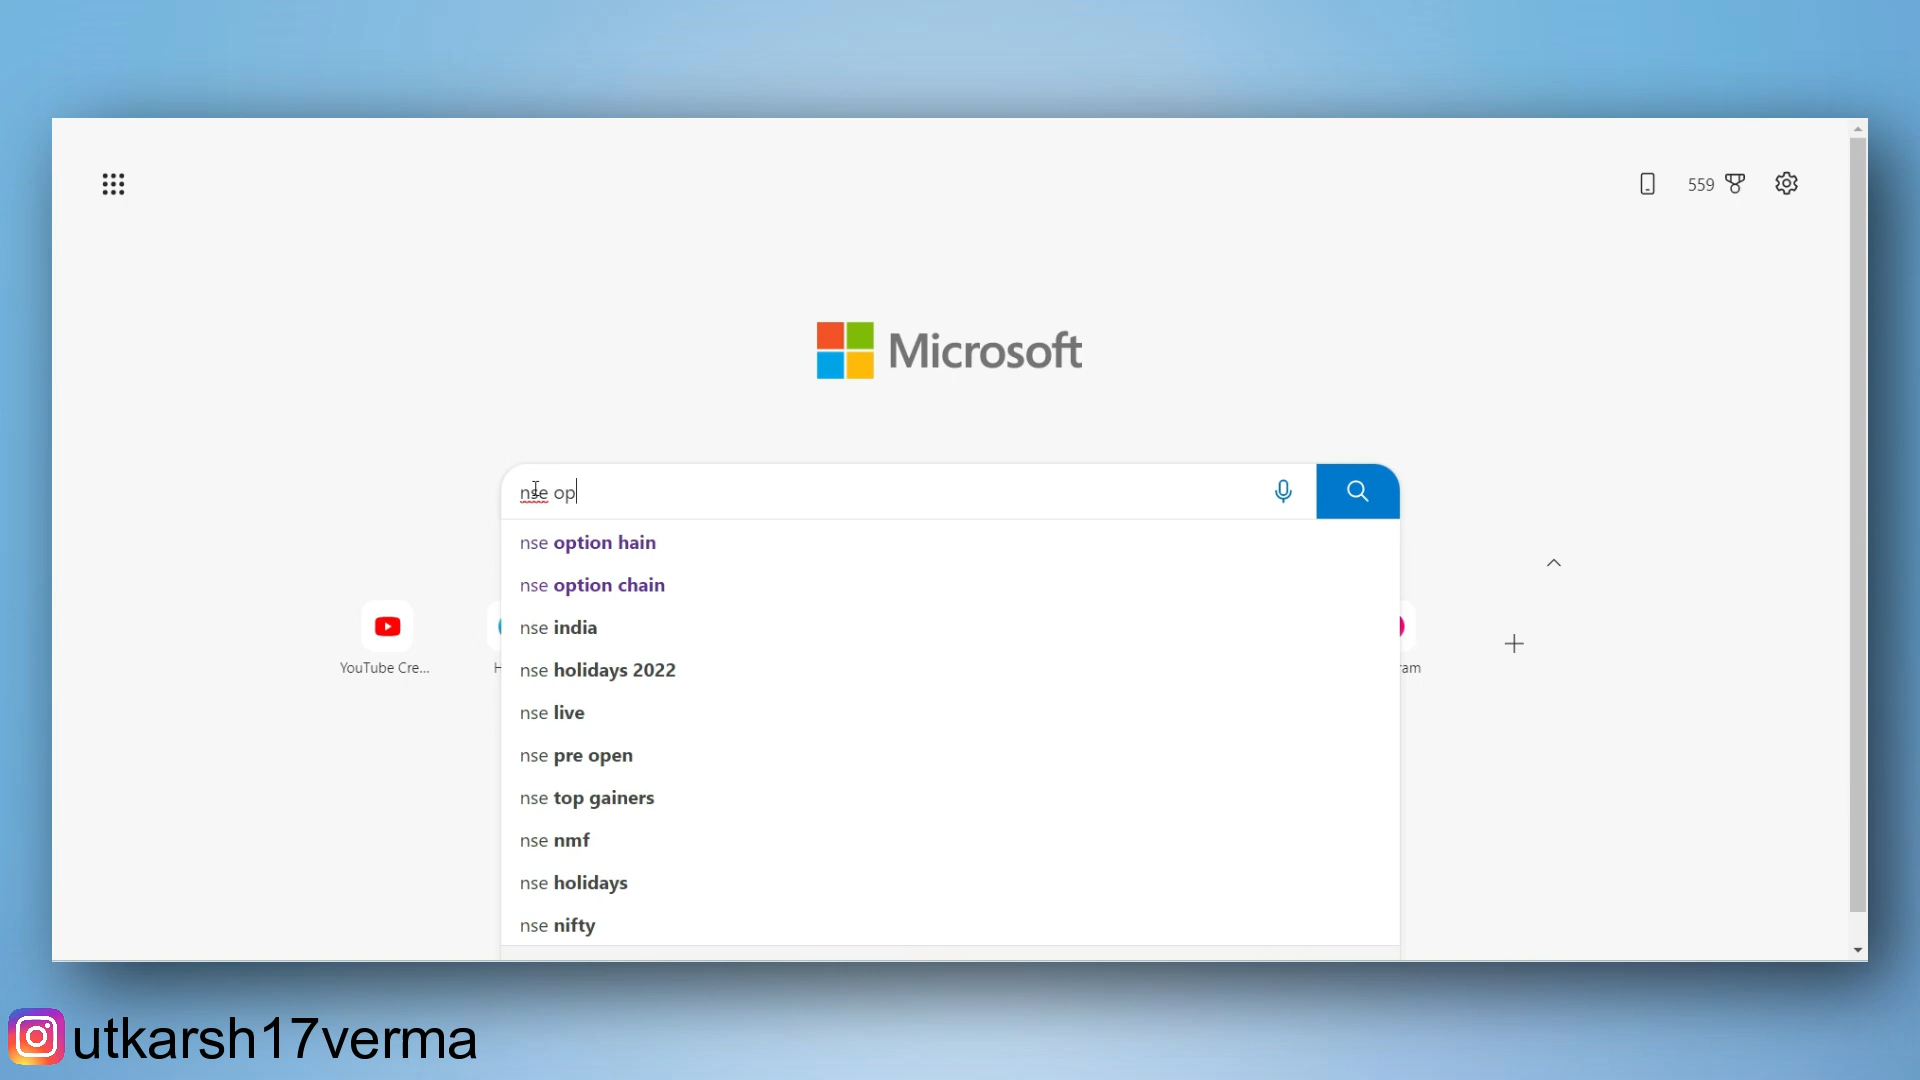 559
Microsoft
nse op
nse option hain
nse option chain
nse india
nse holidays 2022
nse live
nse pre open
nse top gainers
nse nmf
nse holidays
nse nifty
YouTube Cre...
H
am
utkarsh17verma